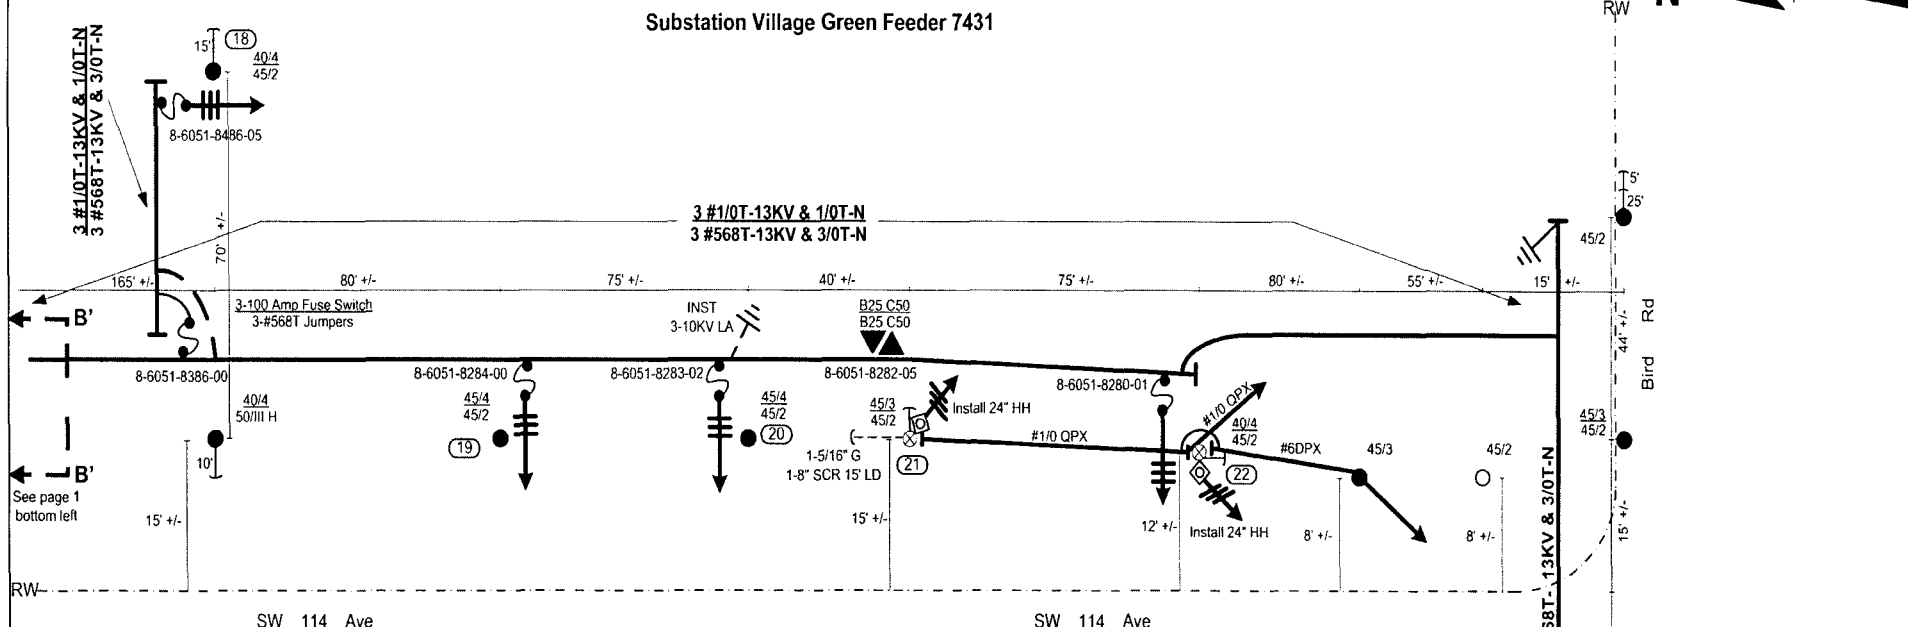 Substation Village Green Feeder 7431
RW
N
3 #1/0T-13KV & 1/0T-N
3 #568T-13KV & 3/0T-N
15'
18
40/4
45/2
8-6051-8486-05
70' +/-
3 #1/0T-13KV & 1/0T-N
3 #568T-13KV & 3/0T-N
5'
25'
45/2
165' +/-
80' +/-
75' +/-
40' +/-
75' +/-
80' +/-
55' +/-
15' +/-
44' +/-
Bird Rd
B'
3-100 Amp Fuse Switch
3-#568T Jumpers
INST
3-10KV LA
B25 C50
B25 C50
8-6051-8386-00
8-6051-8284-00
8-6051-8283-02
8-6051-8282-05
8-6051-8280-01
40/4
50/III H
45/4
45/2
45/4
45/2
45/3
45/2
Install 24" HH
#1/0 QPX
40/4
45/2
45/3
45/2
19
20
#1/0 QPX
#6DPX
45/3
45/2
10'
1-5/16" G
1-8" SCR 15' LD
21
22
B'
See page 1
bottom left
15' +/-
15' +/-
12' +/-
Install 24" HH
8' +/-
8' +/-
68T- 13KV & 3/0T-N
15' +/-
RW
SW 114 Ave
SW 114 Ave